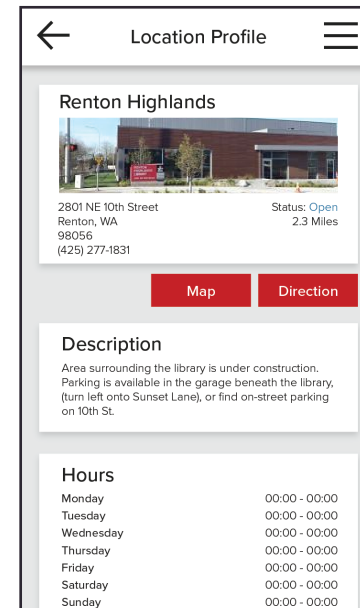 Location Profile
Renton Highlands
2801 NE 10th Street
Status: Open
Renton, WA
2.3 Miles
98056
(425) 277-1831
Map
Direction
Description
Area surrounding the library is under construction.
Parking is available in the garage beneath the library,
(turn left onto Sunset Lane), or find on-street parking
on 10th St.
Hours
Monday 00:00 - 00:00
Tuesday 00:00 - 00:00
Wednesday 00:00 - 00:00
Thursday 00:00 - 00:00
Friday 00:00 - 00:00
Saturday 00:00 - 00:00
Sunday 00:00 - 00:00